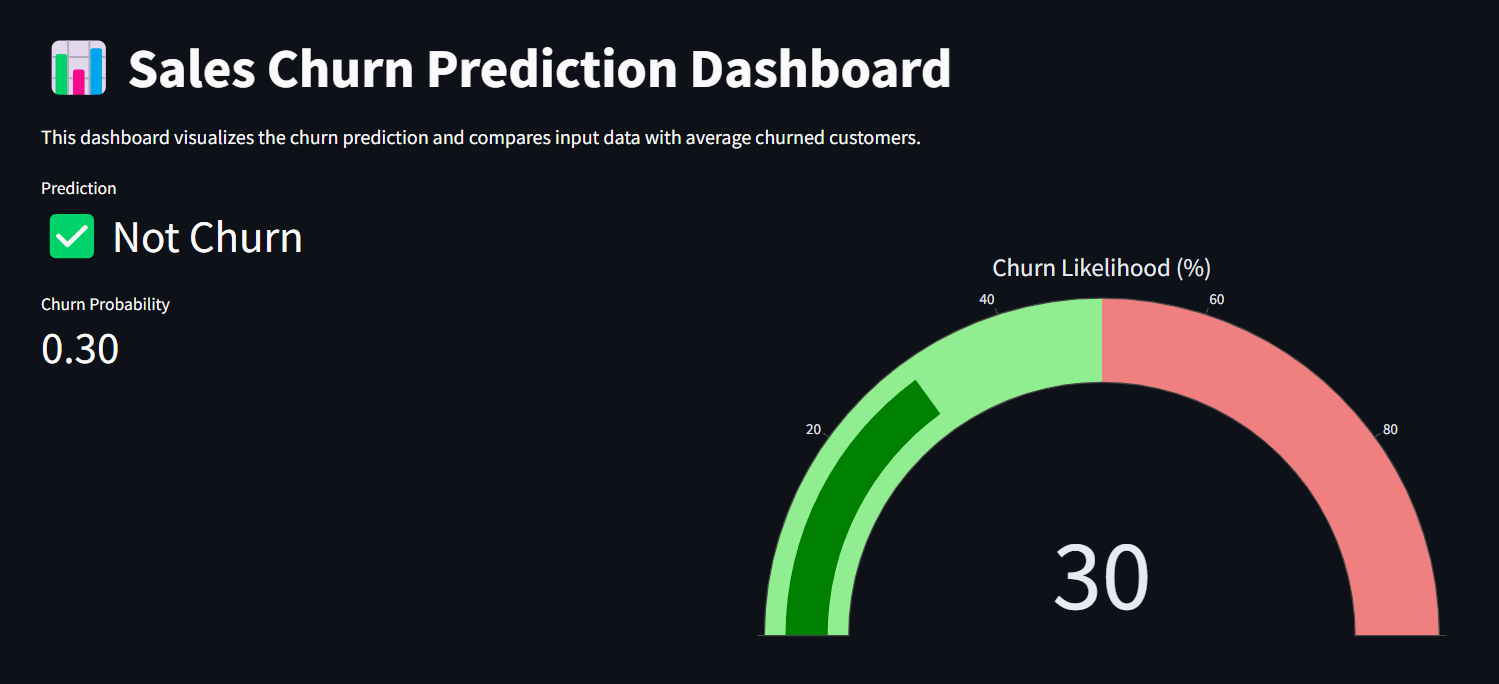 Sales Churn Prediction Dashboard
This dashboard visualizes the churn prediction and compares input data with average churned customers.
Prediction
Not Churn
Churn Probability
0.30
Churn Likelihood (%)
20
40
60
80
30